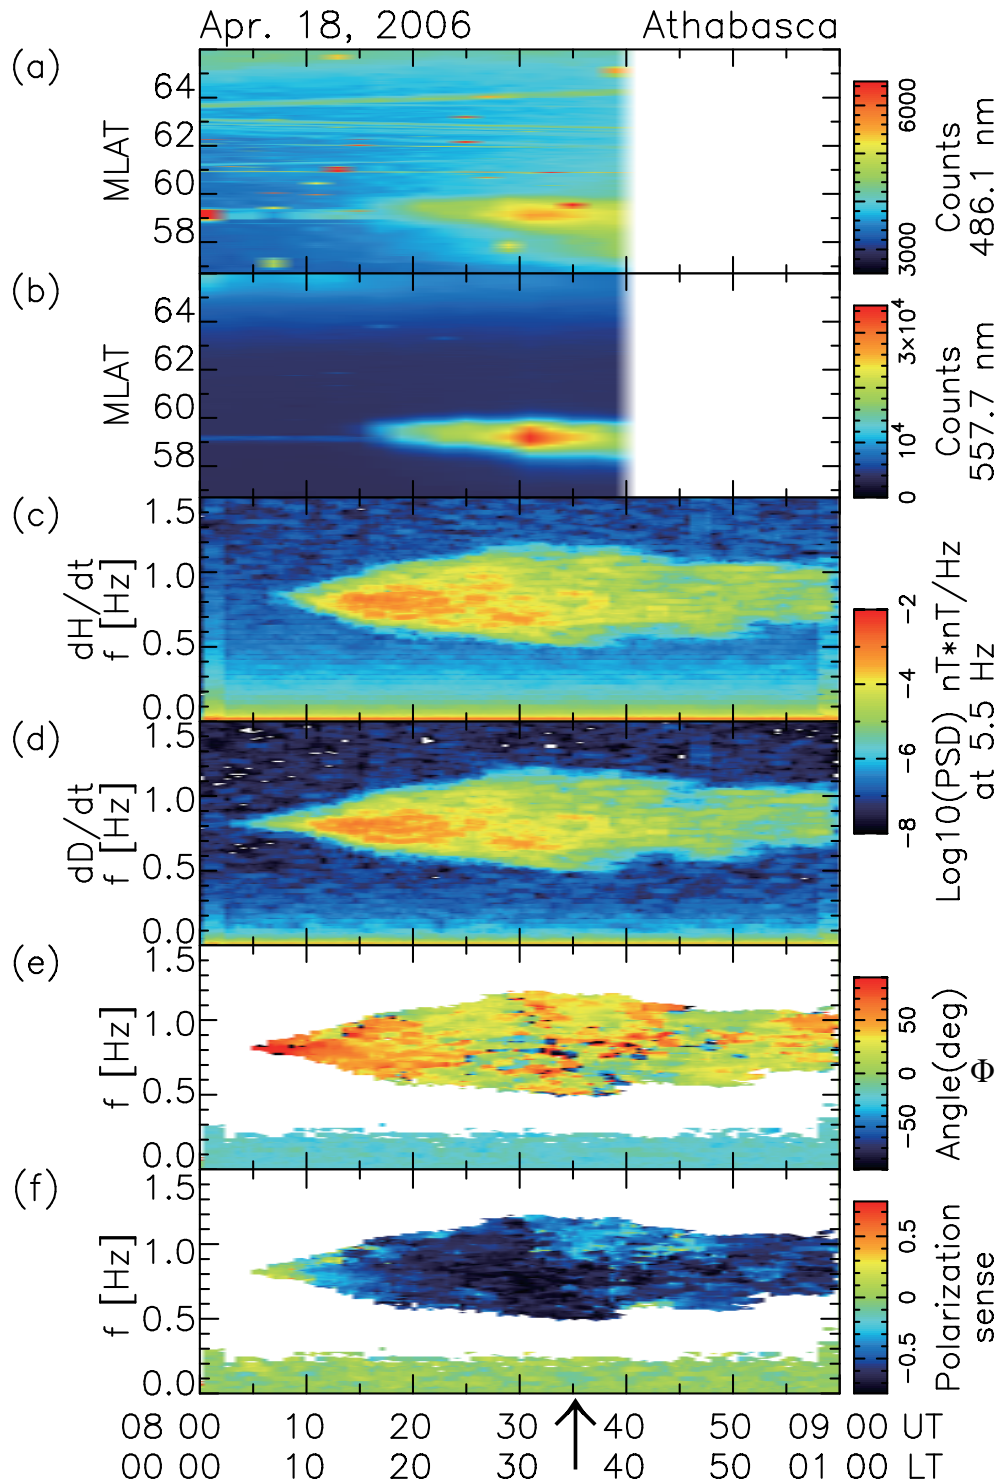 Apr. 18, 2006 Athabasca
(a)
MLAT
64
62
60
58
6000
3000
Counts
486.1 nm
(b)
MLAT
64
62
60
58
3×10⁴
10⁴
0
Counts
557.7 nm
(c)
dH/dt
f [Hz]
1.5
1.0
0.5
0.0
(d)
dD/dt
f [Hz]
1.5
1.0
0.5
0.0
-2
-4
-6
-8
Log10(PSD) nT*nT/Hz
at 5.5 Hz
(e)
f [Hz]
1.5
1.0
0.5
0.0
50
0
-50
Angle(deg)
Φ
(f)
f [Hz]
1.5
1.0
0.5
0.0
0.5
0
-0.5
Polarization
sense
08 00 10 20 30 40 50 09 00 UT
00 00 10 20 30 40 50 01 00 LT